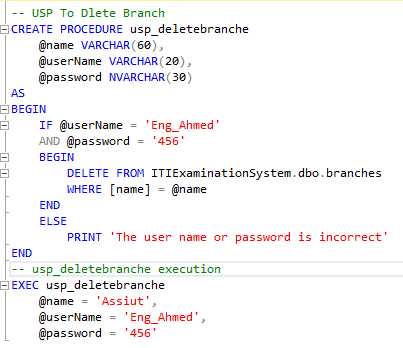 -- USP To Dlete Branch
CREATE PROCEDURE usp_deletebranche
@name VARCHAR(60),
@userName VARCHAR(20),
@password NVARCHAR(30)
AS
BEGIN
IF @userName = 'Eng_Ahmed'
AND @password = '456'
BEGIN
DELETE FROM ITIExaminationSystem.dbo.branches
WHERE [name] = @name
END
ELSE
PRINT 'The user name or password is incorrect'
END
-- usp_deletebranche execution
EXEC usp_deletebranche
@name = 'Assiut',
@userName = 'Eng_Ahmed',
@password = '456'